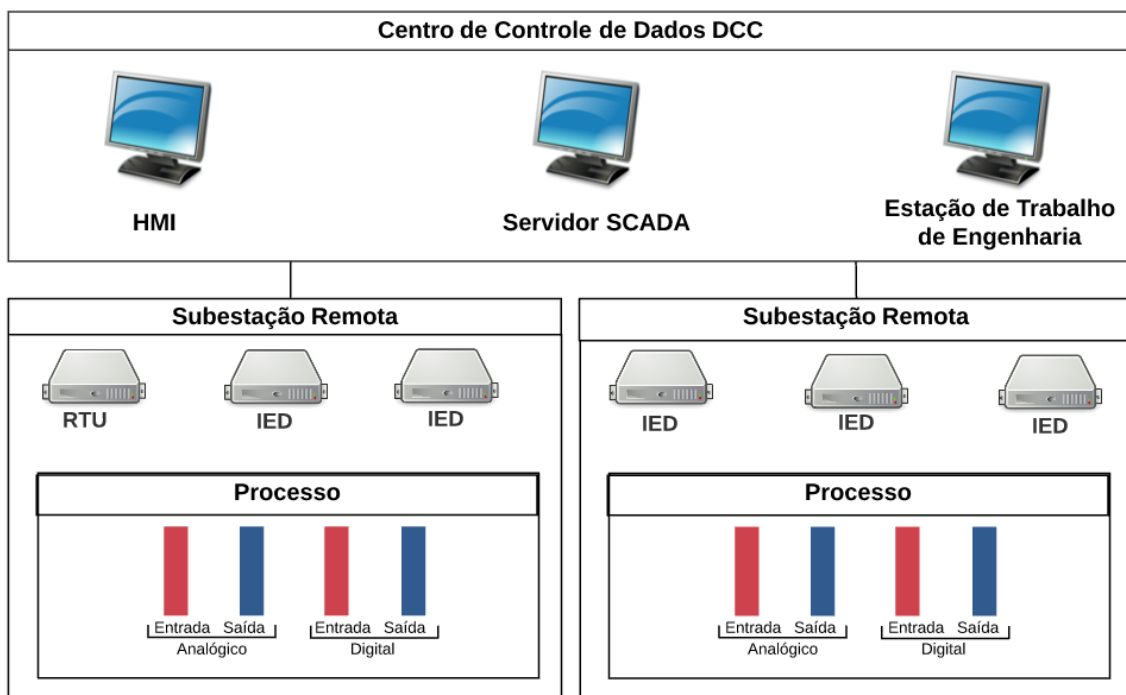 Centro de Controle de Dados DCC
HMI
Servidor SCADA
Estação de Trabalho
de Engenharia
Subestação Remota
RTU
IED
IED
Processo
Entrada Saída
Entrada Saída
Analógico
Digital
Subestação Remota
IED
IED
IED
Processo
Entrada Saída
Entrada Saída
Analógico
Digital